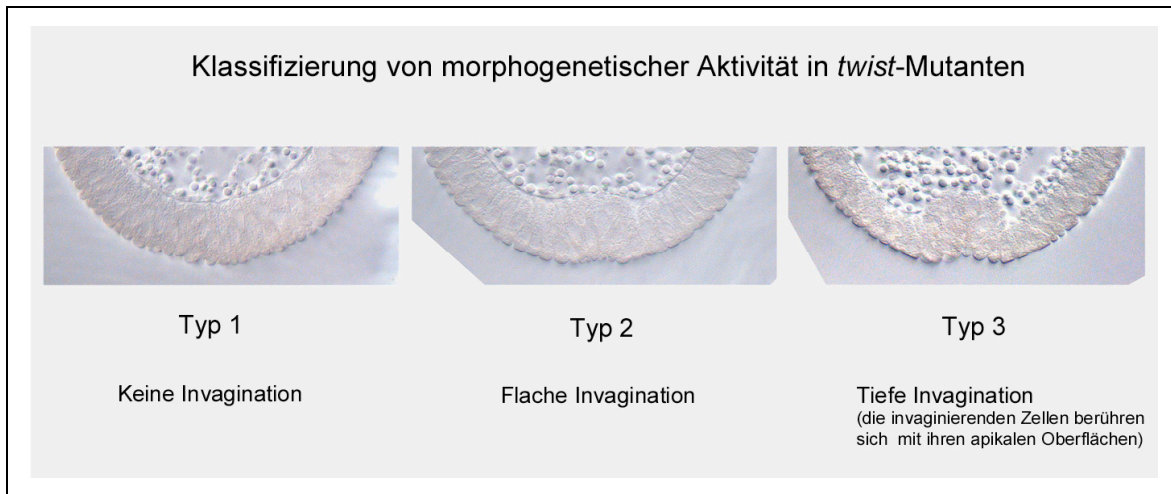 Klassifizierung von morphogenetischer Aktivität in twist-Mutanten
Typ 1
Typ 2
Typ 3
Keine Invagination
Flache Invagination
Tiefe Invagination
(die invaginierenden Zellen berühren
sich mit ihren apikalen Oberflächen)